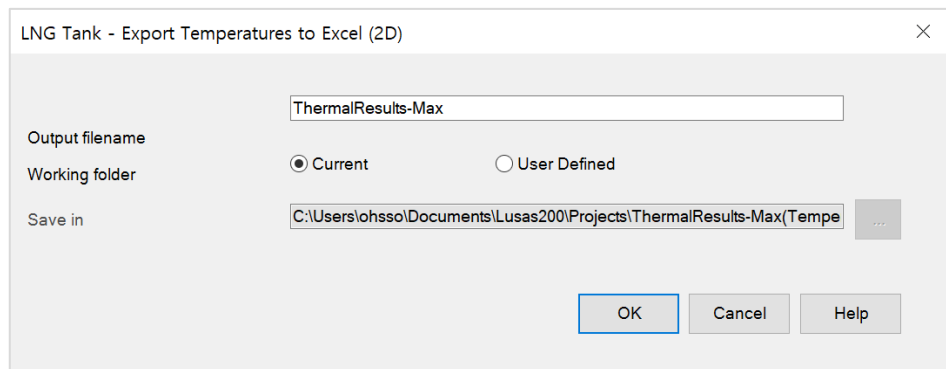 LNG Tank - Export Temperatures to Excel (2D)
ThermalResults-Max
Output filename
Working folder
Current
User Defined
Save in
C:\Users\ohsso\Documents\Lusas200\Projects\ThermalResults-Max(Tempe
...
OK
Cancel
Help